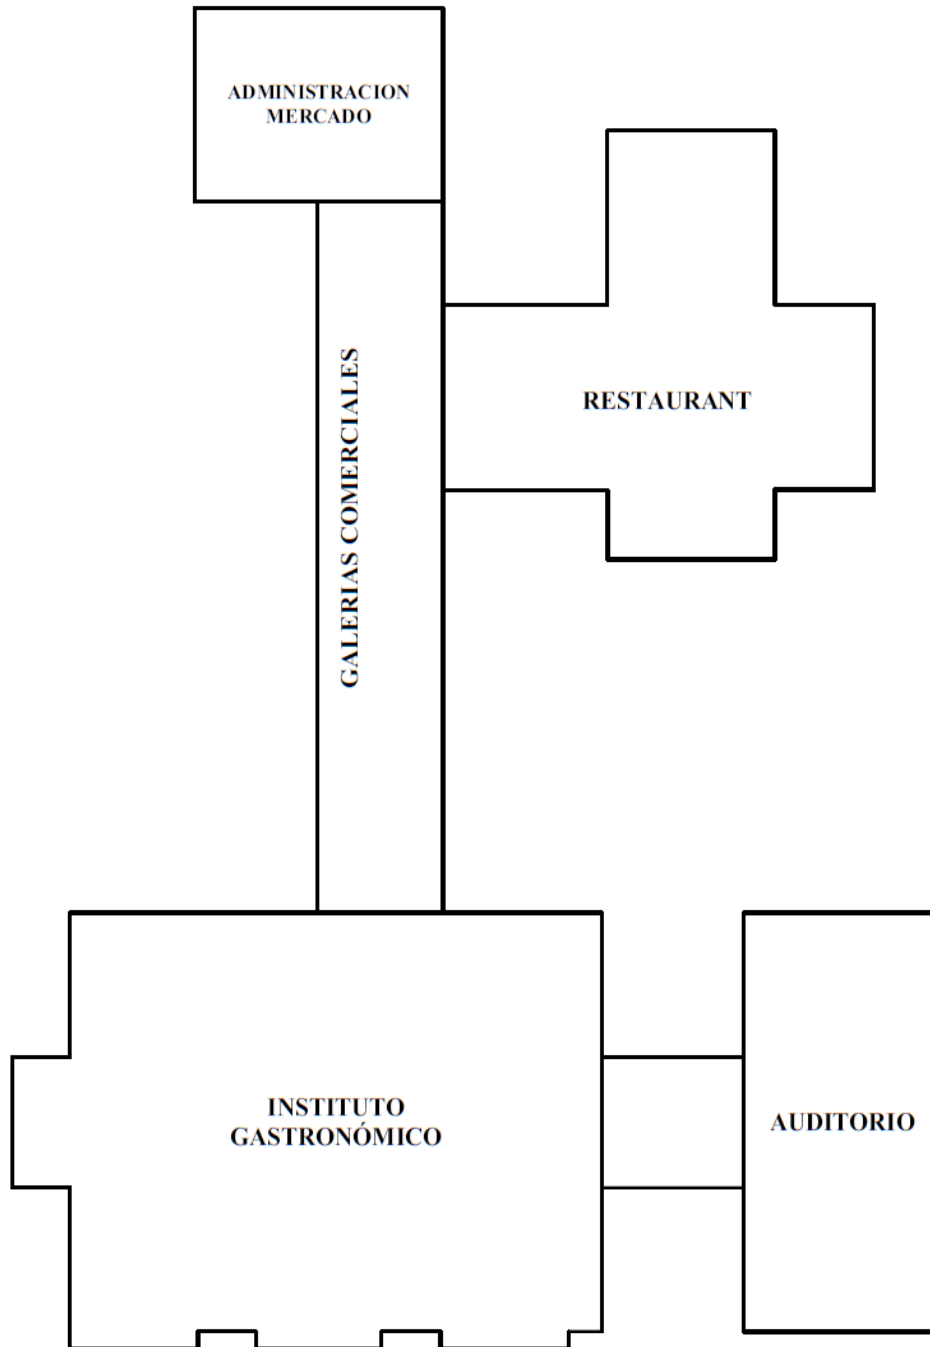 ADMINISTRACION
MERCADO
RESTAURANT
GALERIAS COMERCIALES
INSTITUTO
GASTRONÓMICO
AUDITORIO